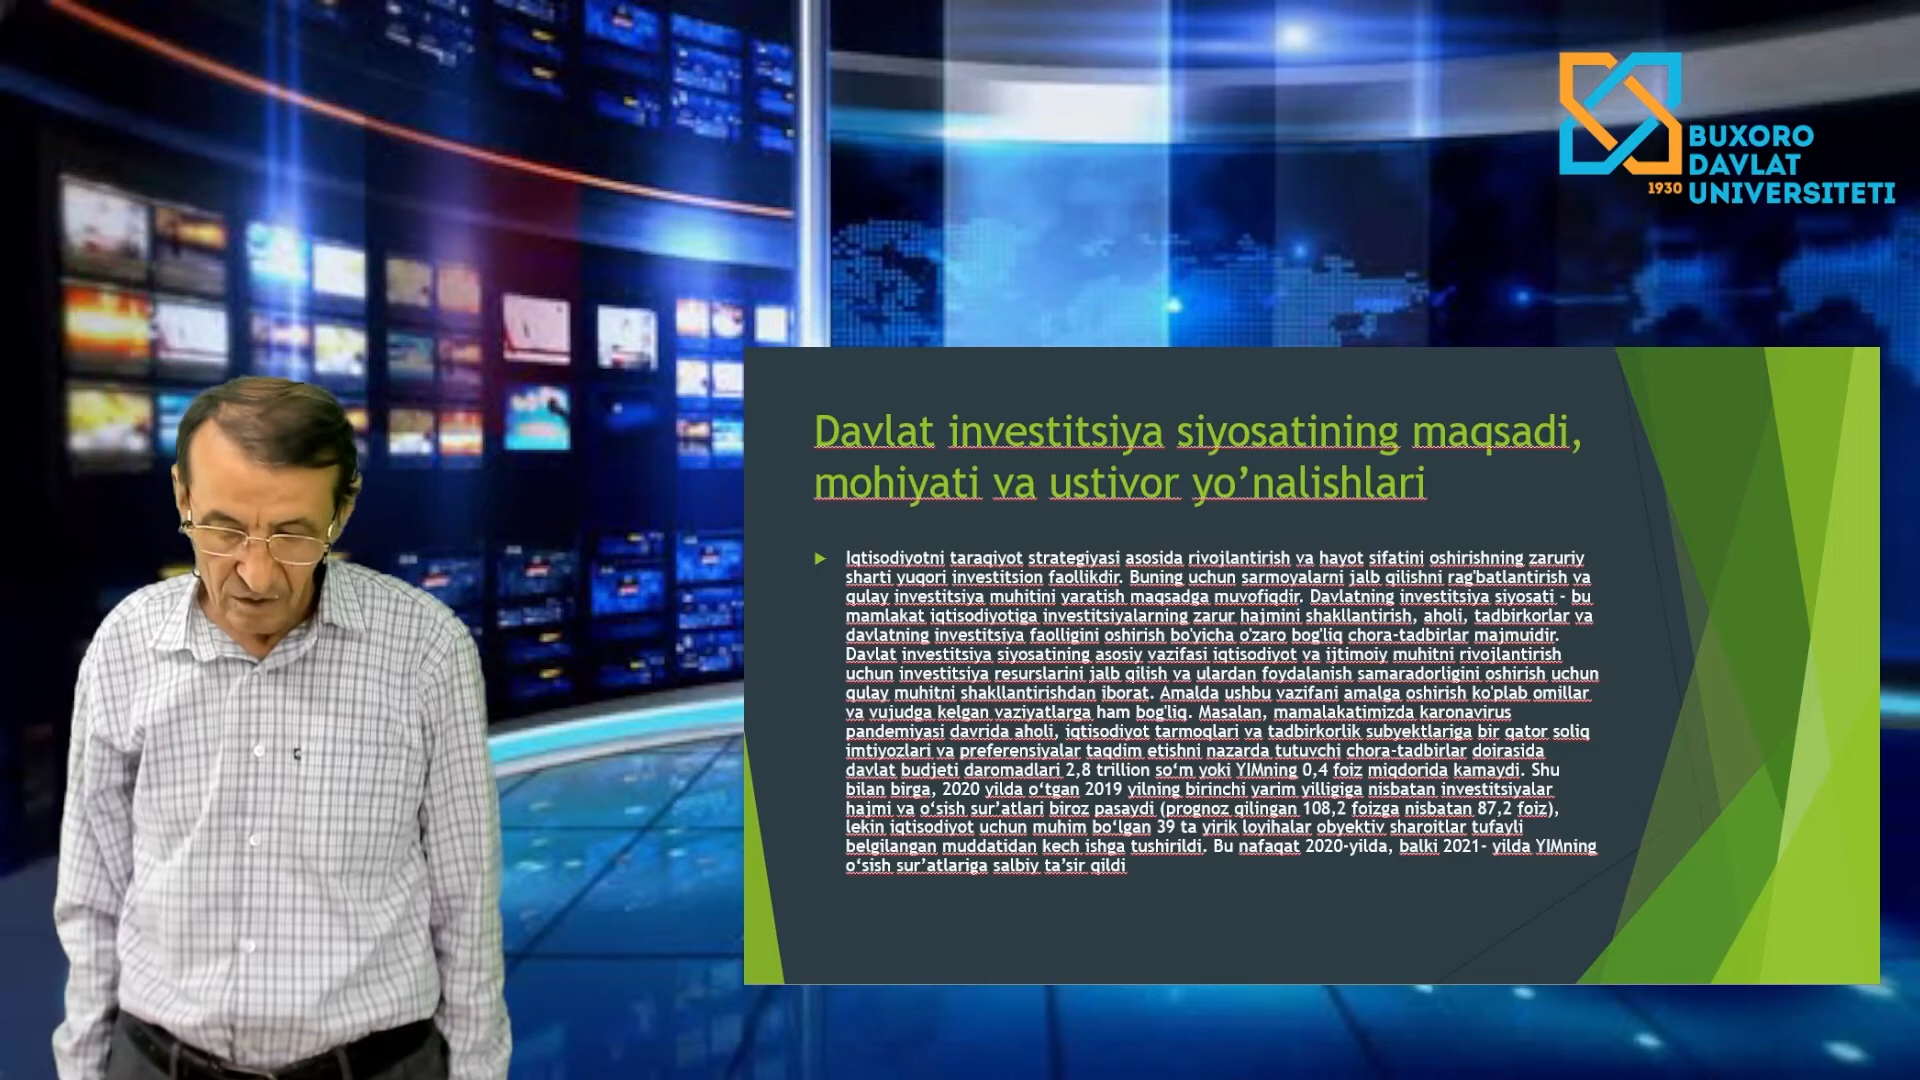 BUXORO
DAVLAT
1930 UNIVERSITETI
Davlat investitsiya siyosatining maqsadi,
mohiyati va ustivor yo’nalishlari
Iqtisodiyotni taraqiyot strategiyasi asosida rivojlantirish va hayot sifatini oshirishning zaruriy
sharti yuqori investitsion faollikdir. Buning uchun sarmoyalarni jalb qilishni rag'batlantirish va
qulay investitsiya muhitini yaratish maqsadga muvofiqdir. Davlatning investitsiya siyosati - bu
mamlakat iqtisodiyotiga investitsiyalarning zarur hajmini shakllantirish, aholi, tadbirkorlar va
davlatning investitsiya faolligini oshirish bo'yicha o'zaro bog'liq chora-tadbirlar majmuidir.
Davlat investitsiya siyosatining asosiy vazifasi iqtisodiyot va ijtimoiy muhitni rivojlantirish
uchun investitsiya resurslarini jalb qilish va ulardan foydalanish samaradorligini oshirish uchun
qulay muhitni shakllantirishdan iborat. Amalda ushbu vazifani amalga oshirish ko'plab omillar
va vujudga kelgan vaziyatlarga ham bog'liq. Masalan, mamalakatimizda karonavirus
pandemiyasi davrida aholi, iqtisodiyot tarmoqlari va tadbirkorlik subyektlariga bir qator soliq
imtiyozlari va preferensiyalar taqdim etishni nazarda tutuvchi chora-tadbirlar doirasida
davlat budjeti daromadlari 2,8 trillion so‘m yoki YIMning 0,4 foiz miqdorida kamaydi. Shu
bilan birga, 2020 yilda o‘tgan 2019 yilning birinchi yarim yilligiga nisbatan investitsiyalar
hajmi va o‘sish sur’atlari biroz pasaydi (prognoz qilingan 108,2 foizga nisbatan 87,2 foiz),
lekin iqtisodiyot uchun muhim bo‘lgan 39 ta yirik loyihalar obyektiv sharoitlar tufayli
belgilangan muddatidan kech ishga tushirildi. Bu nafaqat 2020-yilda, balki 2021- yilda YIMning
o‘sish sur’atlariga salbiy ta’sir qildi